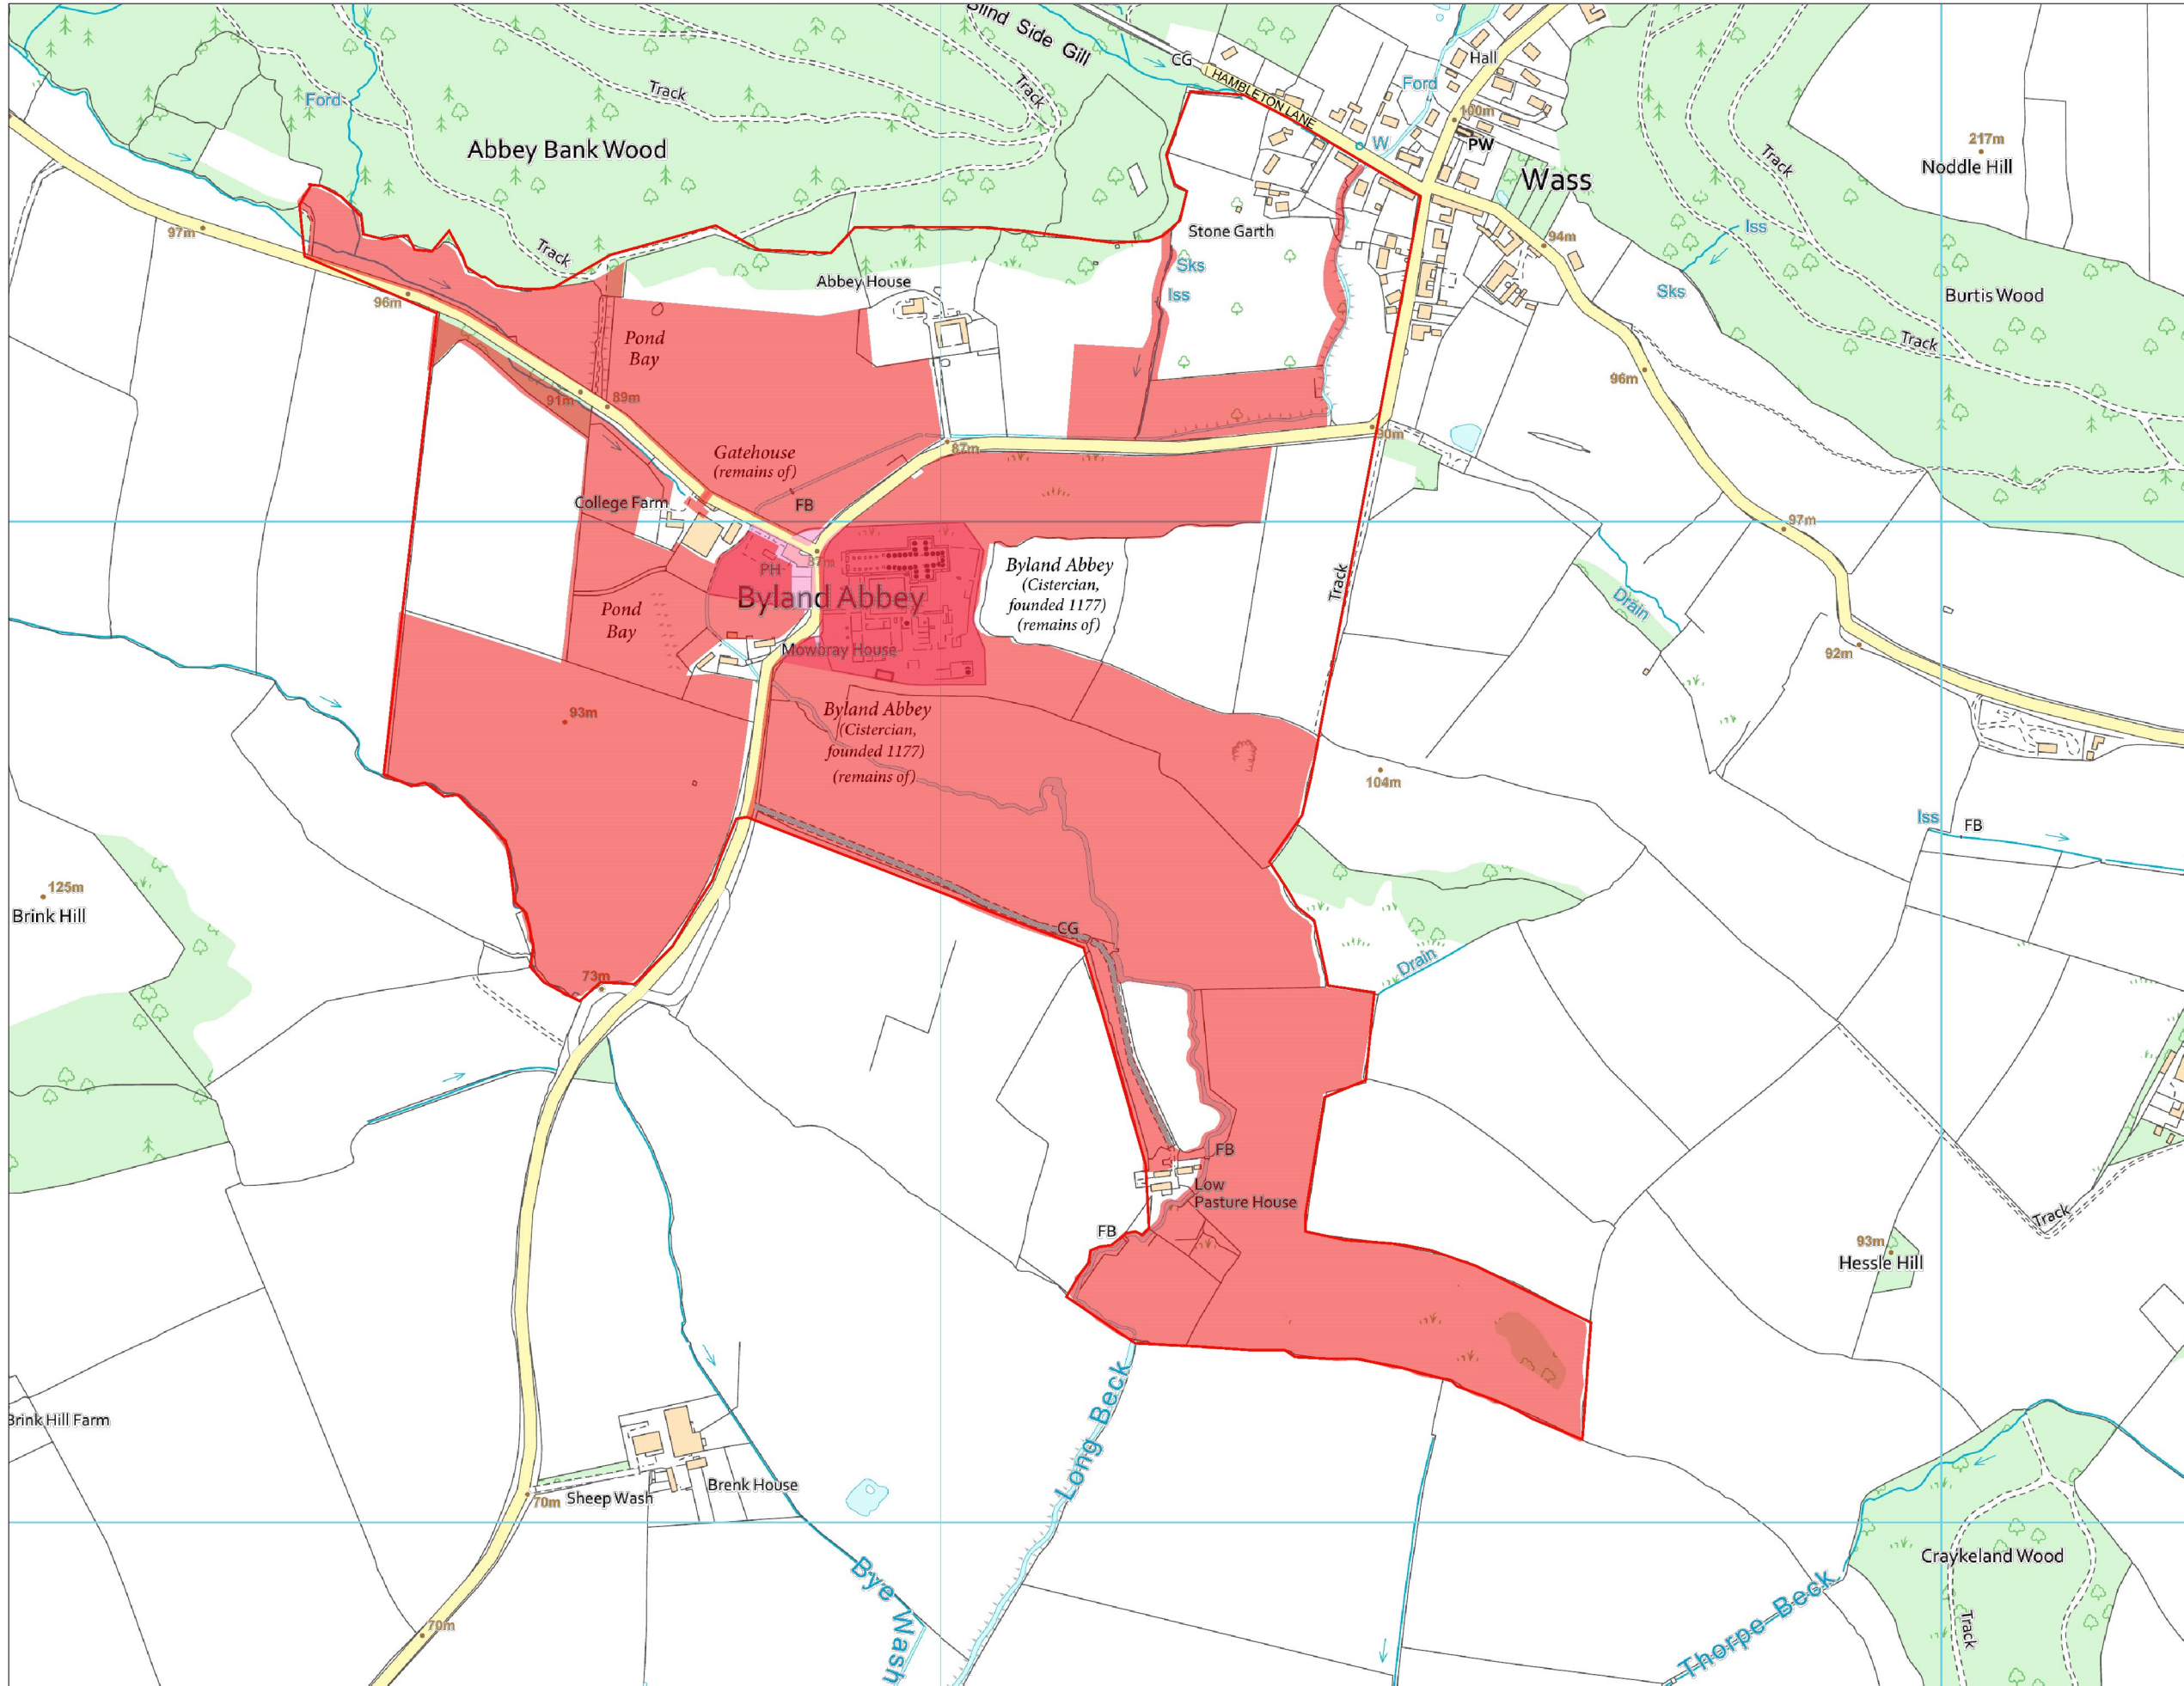 Blind Side Gill
CG
HAMBLETON LANE
Hall
Ford
100m
W
PW
Wass
Track
Ford
Track
Abbey Bank Wood
Track
217m
Noddle Hill
Track
97m
Track
Stone Garth
94m
Iss
Sks
Iss
Sks
Burtis Wood
Abbey House
96m
Track
Pond
Bay
96m
91m
89m
87m
90m
Gatehouse
(remains of)
College Farm
FB
97m
PH
87m
Byland Abbey
Byland Abbey
(Cistercian,
founded 1177)
(remains of)
Track
Drain
Pond
Bay
Mowbray House
92m
93m
Byland Abbey
(Cistercian,
founded 1177)
(remains of)
104m
Iss
FB
125m
Brink Hill
CG
Drain
73m
FB
Low
Pasture House
FB
Track
93m
Hessle Hill
Brink Hill Farm
Long Beck
Brenk House
Sheep Wash
70m
Craykeland Wood
Bye Wash
Thorpe Beck
Track
70m